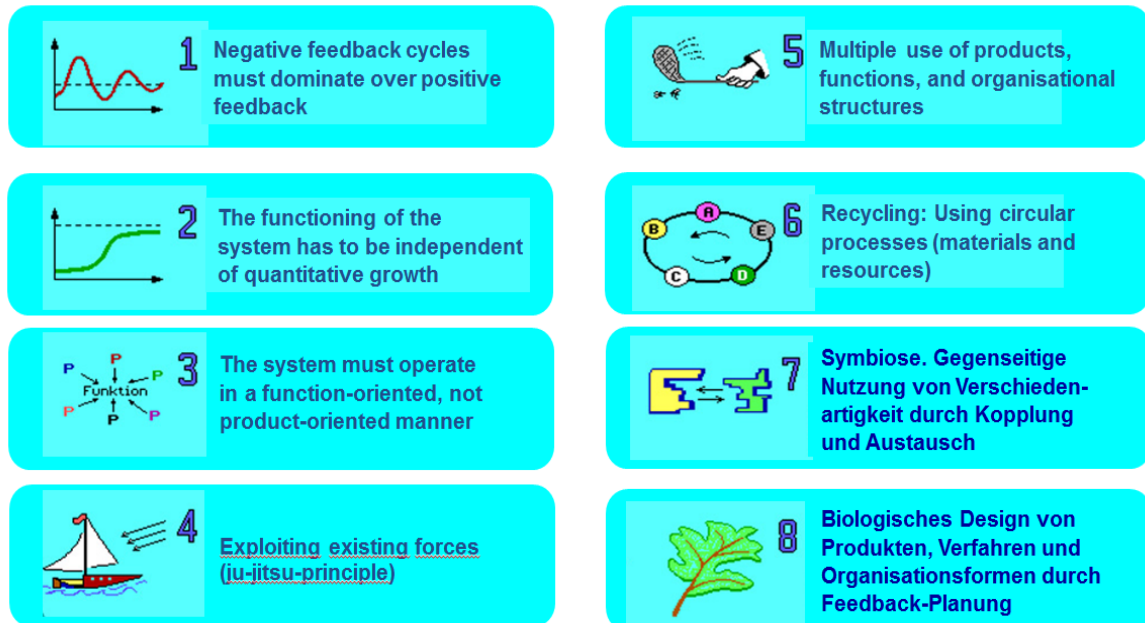 1
Negative feedback cycles
must dominate over positive
feedback
2
The functioning of the
system has to be independent
of quantitative growth
3
P
P
P
Funktion
P
P
P
The system must operate
in a function-oriented, not
product-oriented manner
4
Exploiting existing forces
(ju-jitsu-principle)
5
Multiple use of products,
functions, and organisational
structures
6
A
B
E
C
D
Recycling: Using circular
processes (materials and
resources)
7
Symbiose. Gegenseitige
Nutzung von Verschieden-
artigkeit durch Kopplung
und Austausch
8
Biologisches Design von
Produkten, Verfahren und
Organisationsformen durch
Feedback-Planung